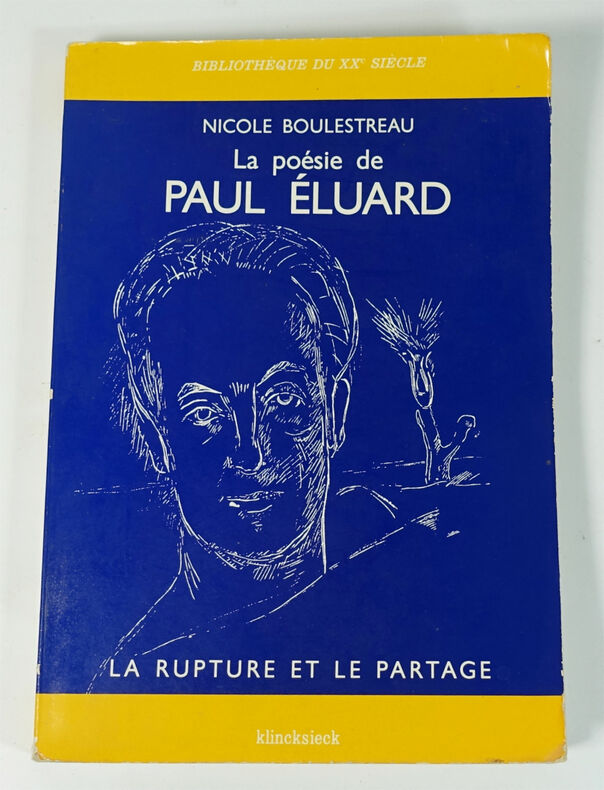 BIBLIOTHEQUE DU XXe SIÈCLE
NICOLE BOULESTREAU
La poésie de
PAUL ÉLUARD
LA RUPTURE ET LE PARTAGE
klincksieck